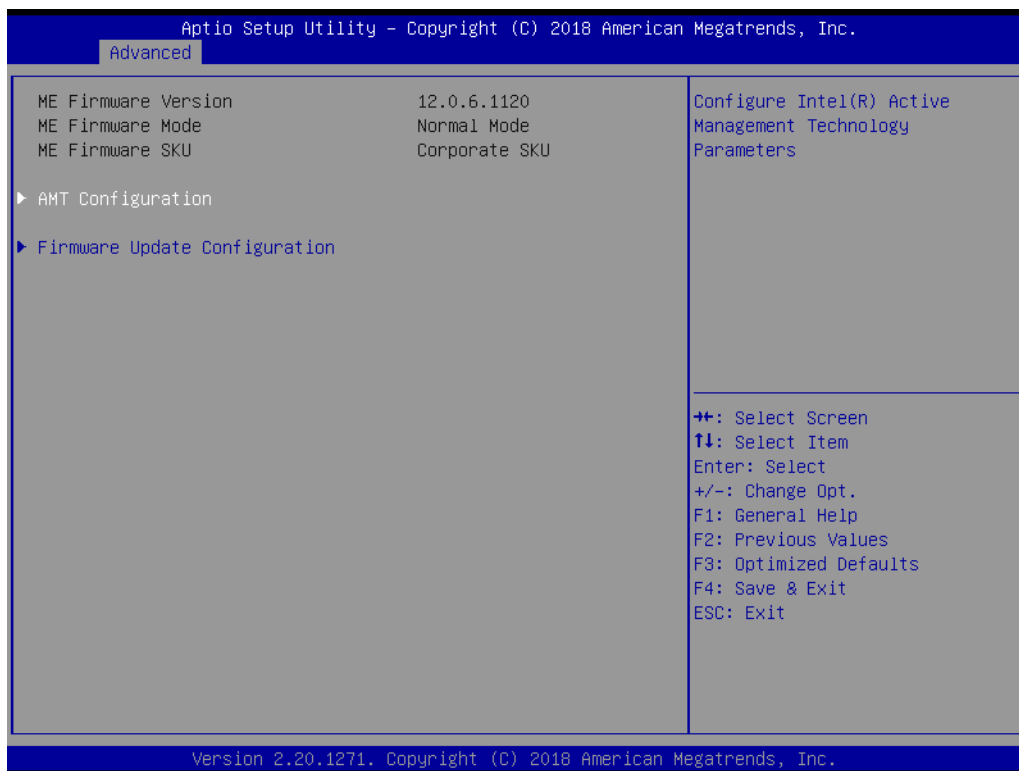 Aptio Setup Utility – Copyright (C) 2018 American Megatrends, Inc.
Advanced
ME Firmware Version 12.0.6.1120
ME Firmware Mode Normal Mode
ME Firmware SKU Corporate SKU
▶ AMT Configuration
▶ Firmware Update Configuration
Configure Intel(R) Active
Management Technology
Parameters
→←: Select Screen
↑↓: Select Item
Enter: Select
+/-: Change Opt.
F1: General Help
F2: Previous Values
F3: Optimized Defaults
F4: Save & Exit
ESC: Exit
Version 2.20.1271. Copyright (C) 2018 American Megatrends, Inc.